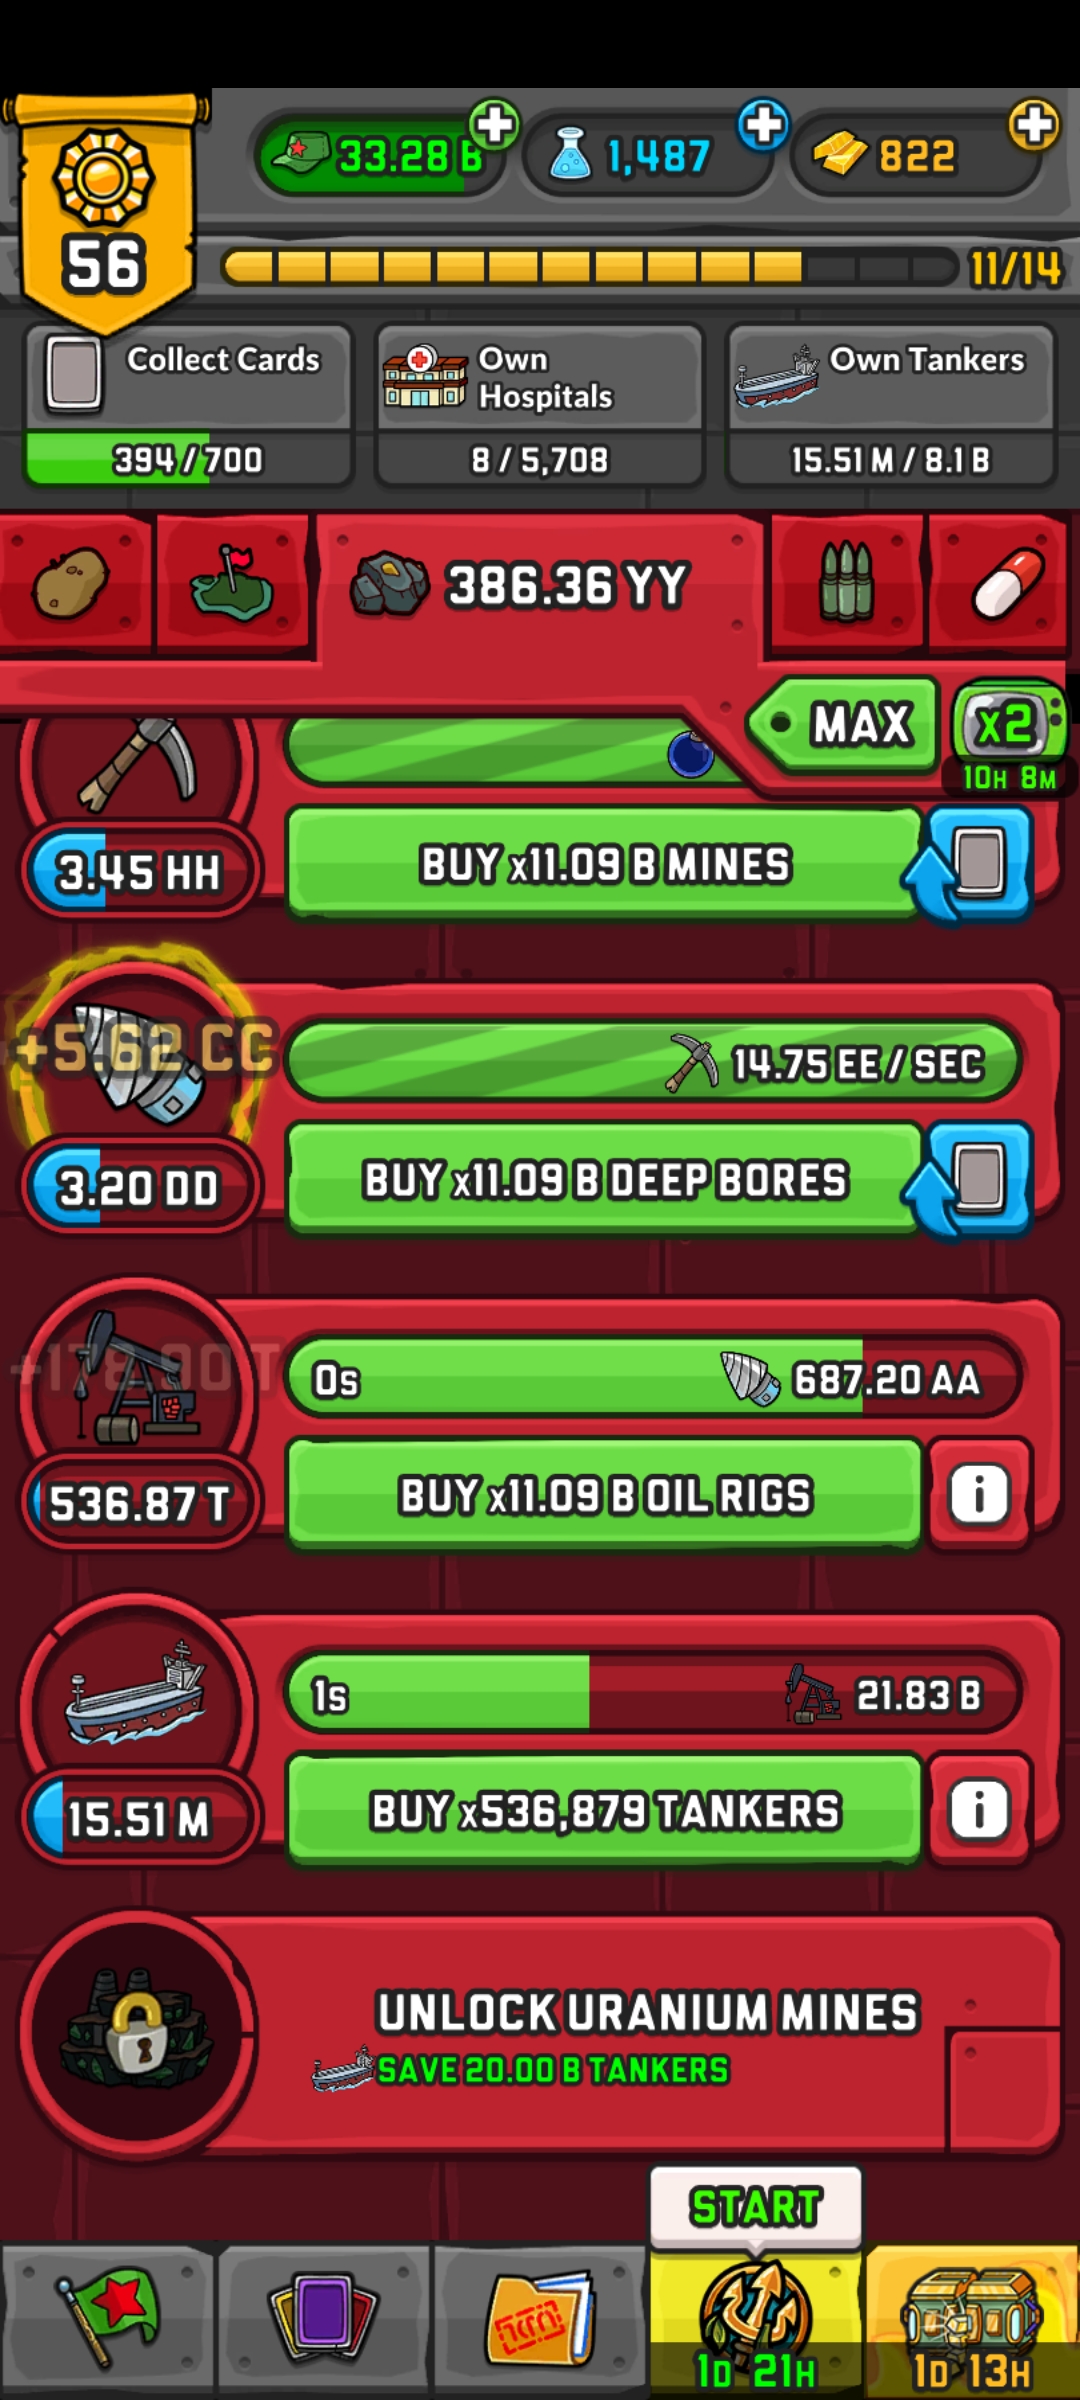 33.28 B
1,487
822
56
11/14
Collect Cards
394/700
Own
Hospitals
8/5,708
Own Tankers
15.51 M / 8.1 B
386.36 YY
MAX
X2
10H 8M
3.45 HH
BUY x11.09 B MINES
+5.62 CC
14.75 EE / SEC
3.20 DD
BUY x11.09 B DEEP BORES
+178.90 T
0s
687.20 AA
536.87 T
BUY x11.09 B OIL RIGS
i
1s
21.83 B
15.51 M
BUY x536,879 TANKERS
i
UNLOCK URANIUM MINES
SAVE 20.00 B TANKERS
START
1D 21H
1D 13H